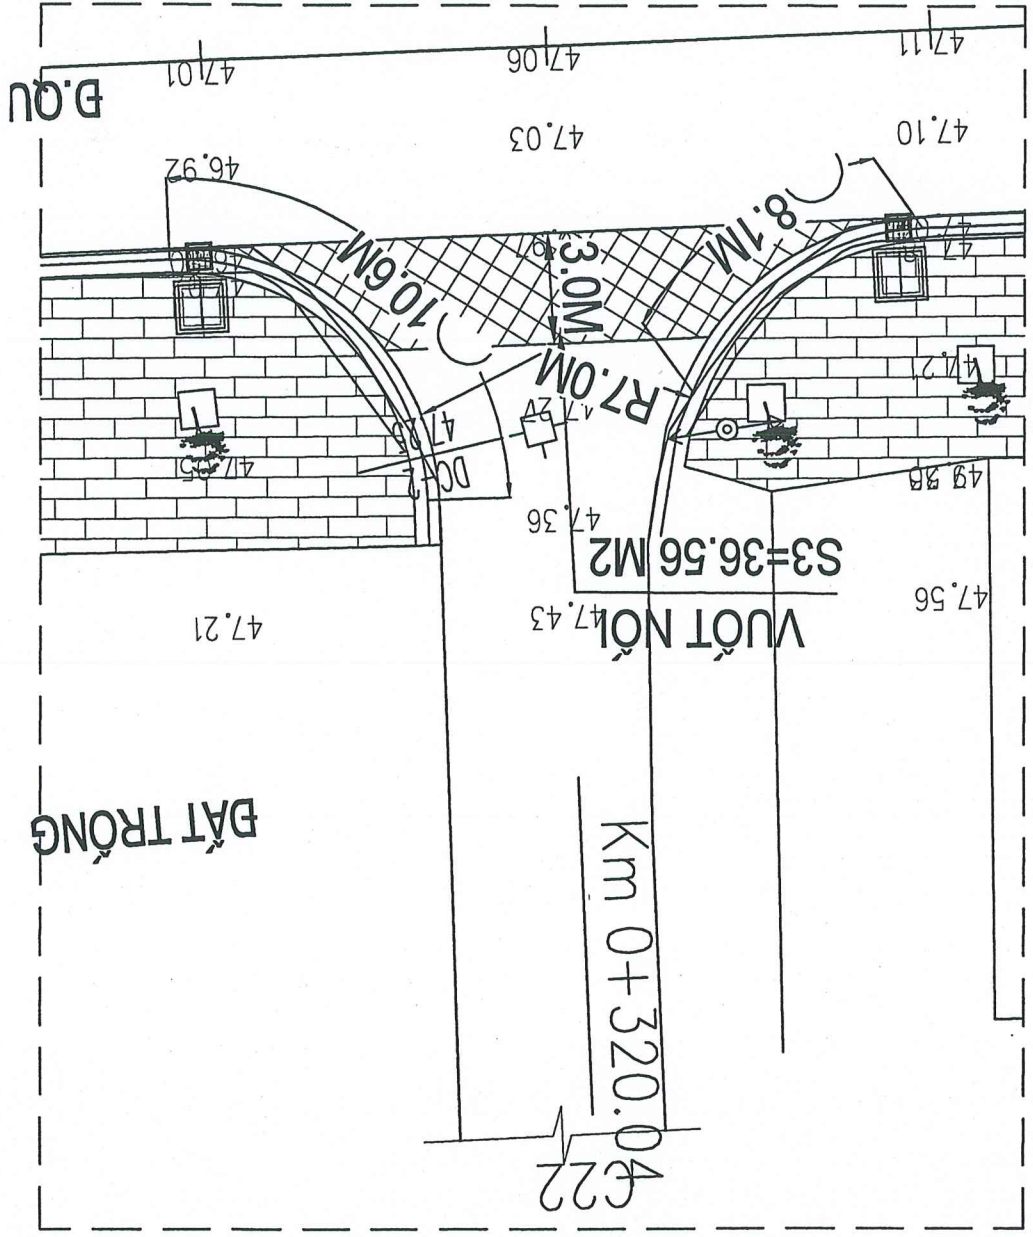 C22
Km 0+320.04
ĐẤT TRỐNG
VUỐT NỐI
47.43
47.21
47.56
S3=36.56 M2
47.36
R7.0M
3.0M
8.1M
10.6M
46.92
47.10
47.03
Đ.QU
47.11
47.06
47.01